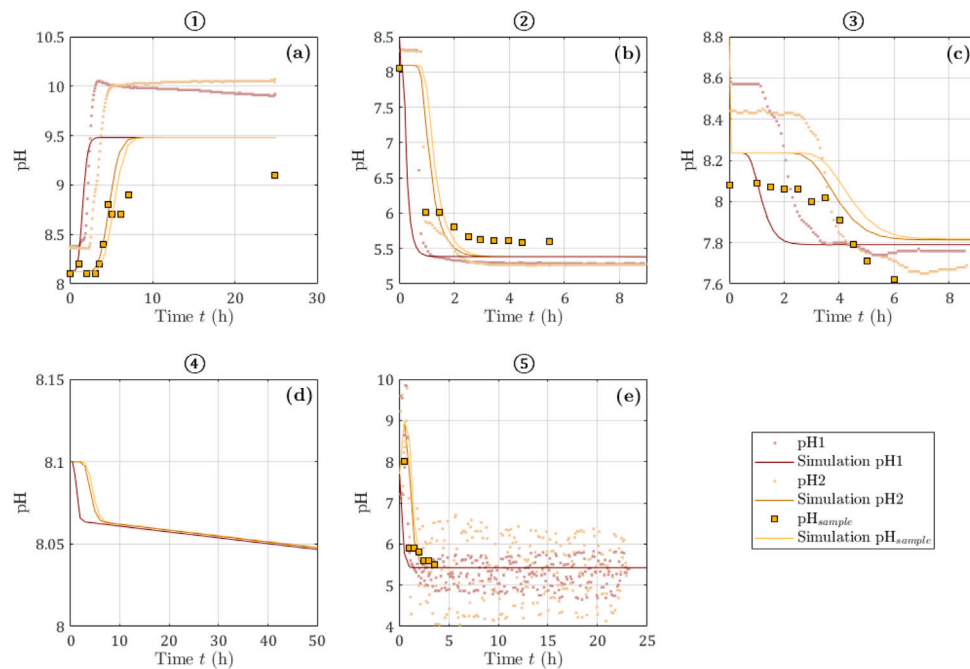 ① ② ③
(a) (b) (c)
10.5
10
9.5
9
8.5
8
pH
0 10 20 30
Time t (h)
8.5
8
7.5
7
6.5
6
5.5
5
pH
0 2 4 6 8
Time t (h)
8.8
8.6
8.4
8.2
8
7.8
7.6
pH
0 2 4 6 8
Time t (h)
④ ⑤
(d) (e)
8.15
8.1
8.05
8
pH
0 10 20 30 40 50
Time t (h)
10
9
8
7
6
5
4
pH
0 5 10 15 20 25
Time t (h)
pH1
Simulation pH1
pH2
Simulation pH2
pHsample
Simulation pHsample